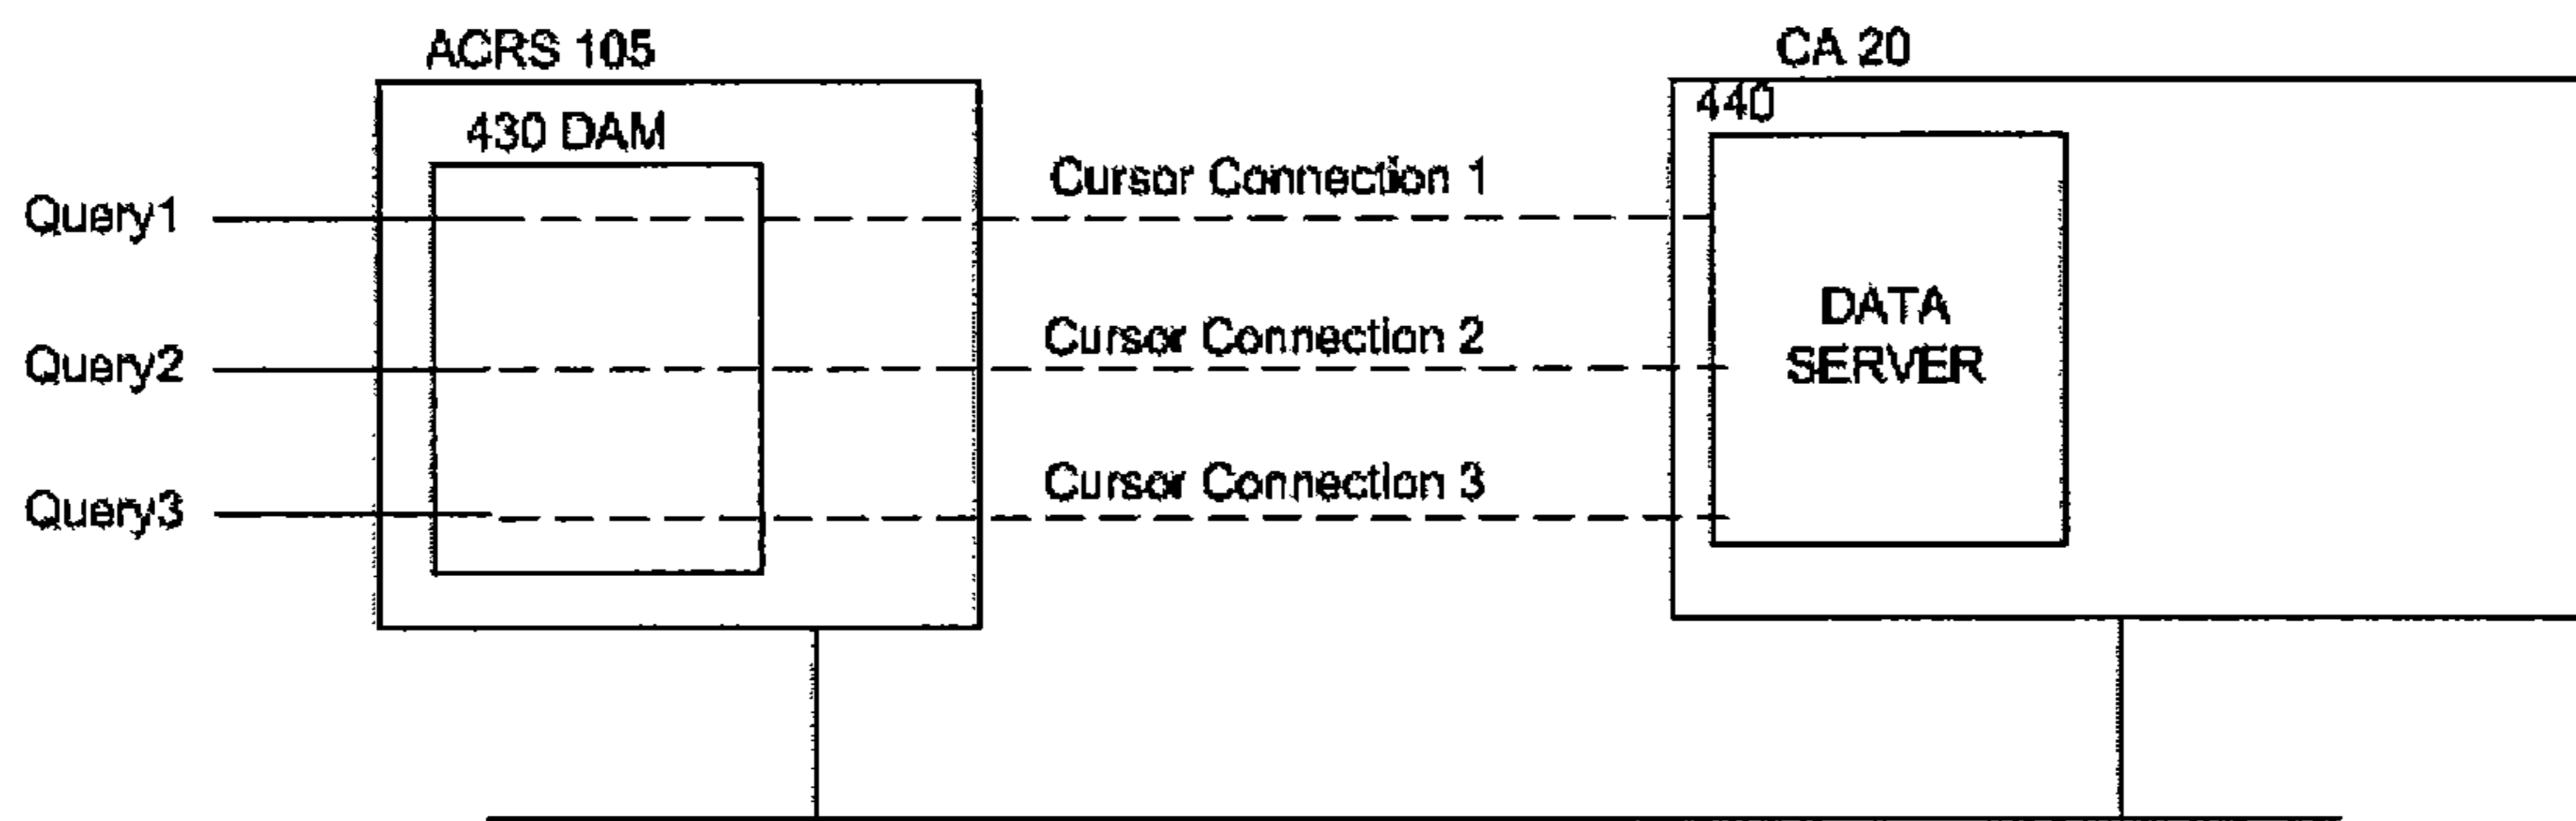 ACRS 105
CA 20
430 DAM
440
Query1
Cursor Connection 1
Query2
Cursor Connection 2
DATA
SERVER
Query3
Cursor Connection 3